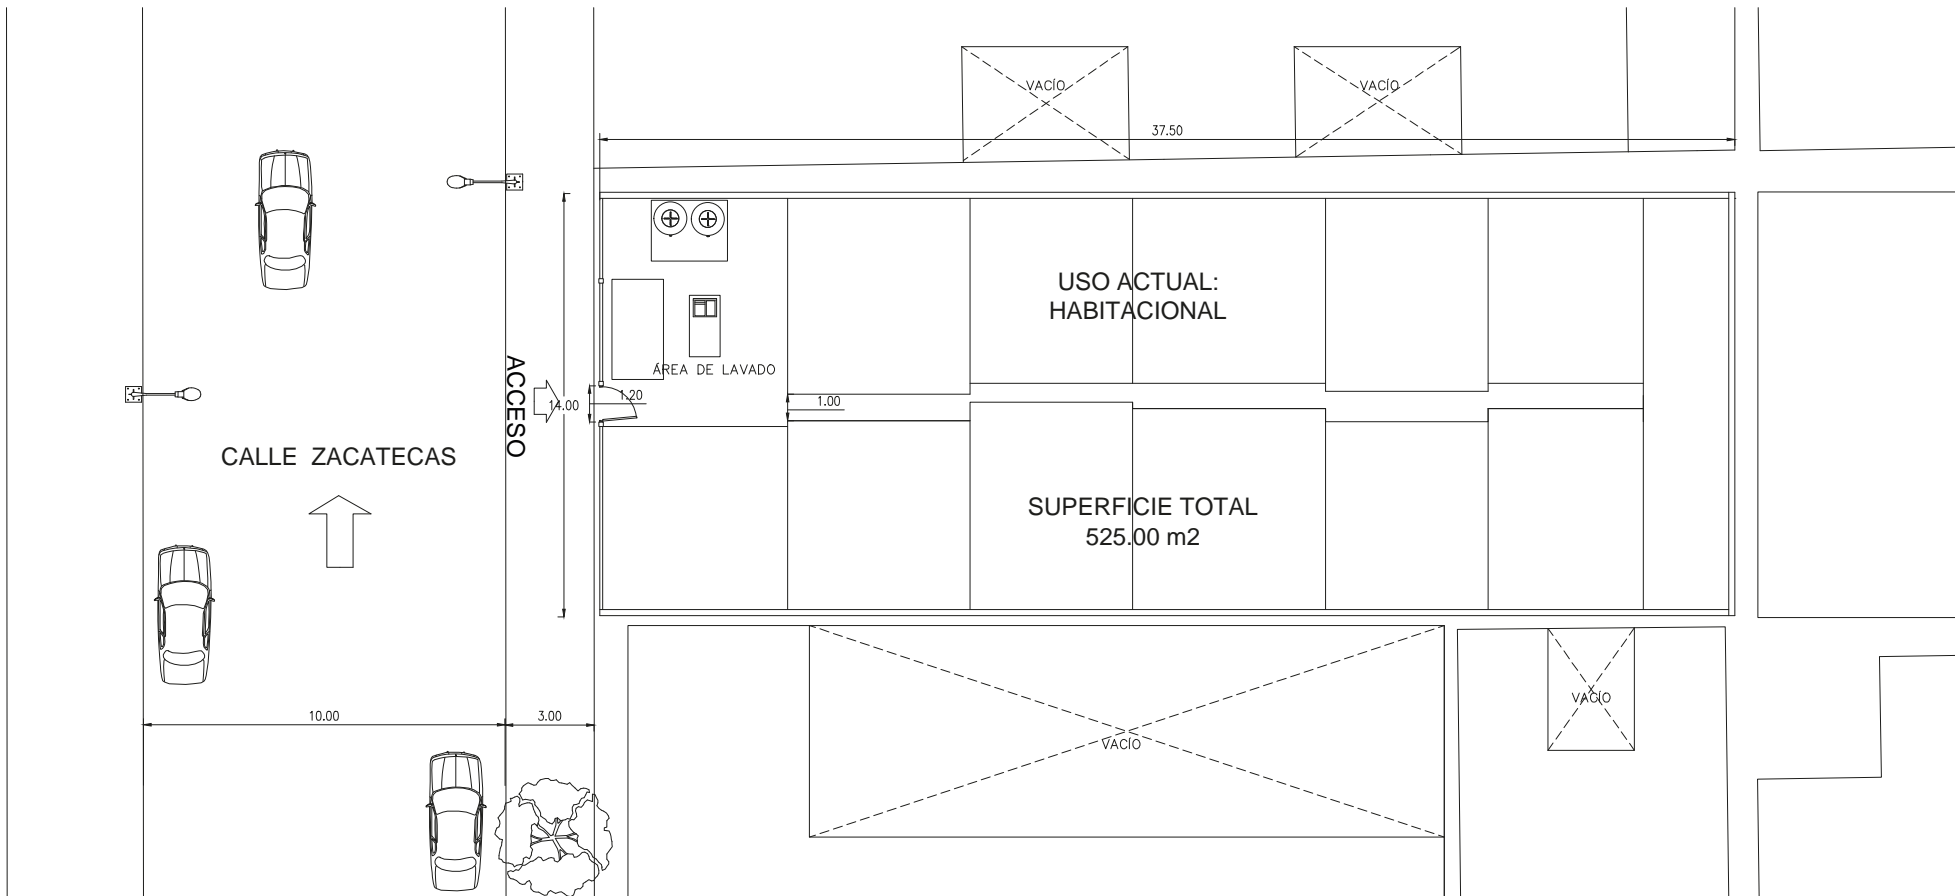 VACÍO
VACÍO
37.50
USO ACTUAL:
HABITACIONAL
ÁREA DE LAVADO
ACCESO
14.00
1.20
1.00
CALLE ZACATECAS
SUPERFICIE TOTAL
525.00 m2
10.00
3.00
VACÍO
VACÍO